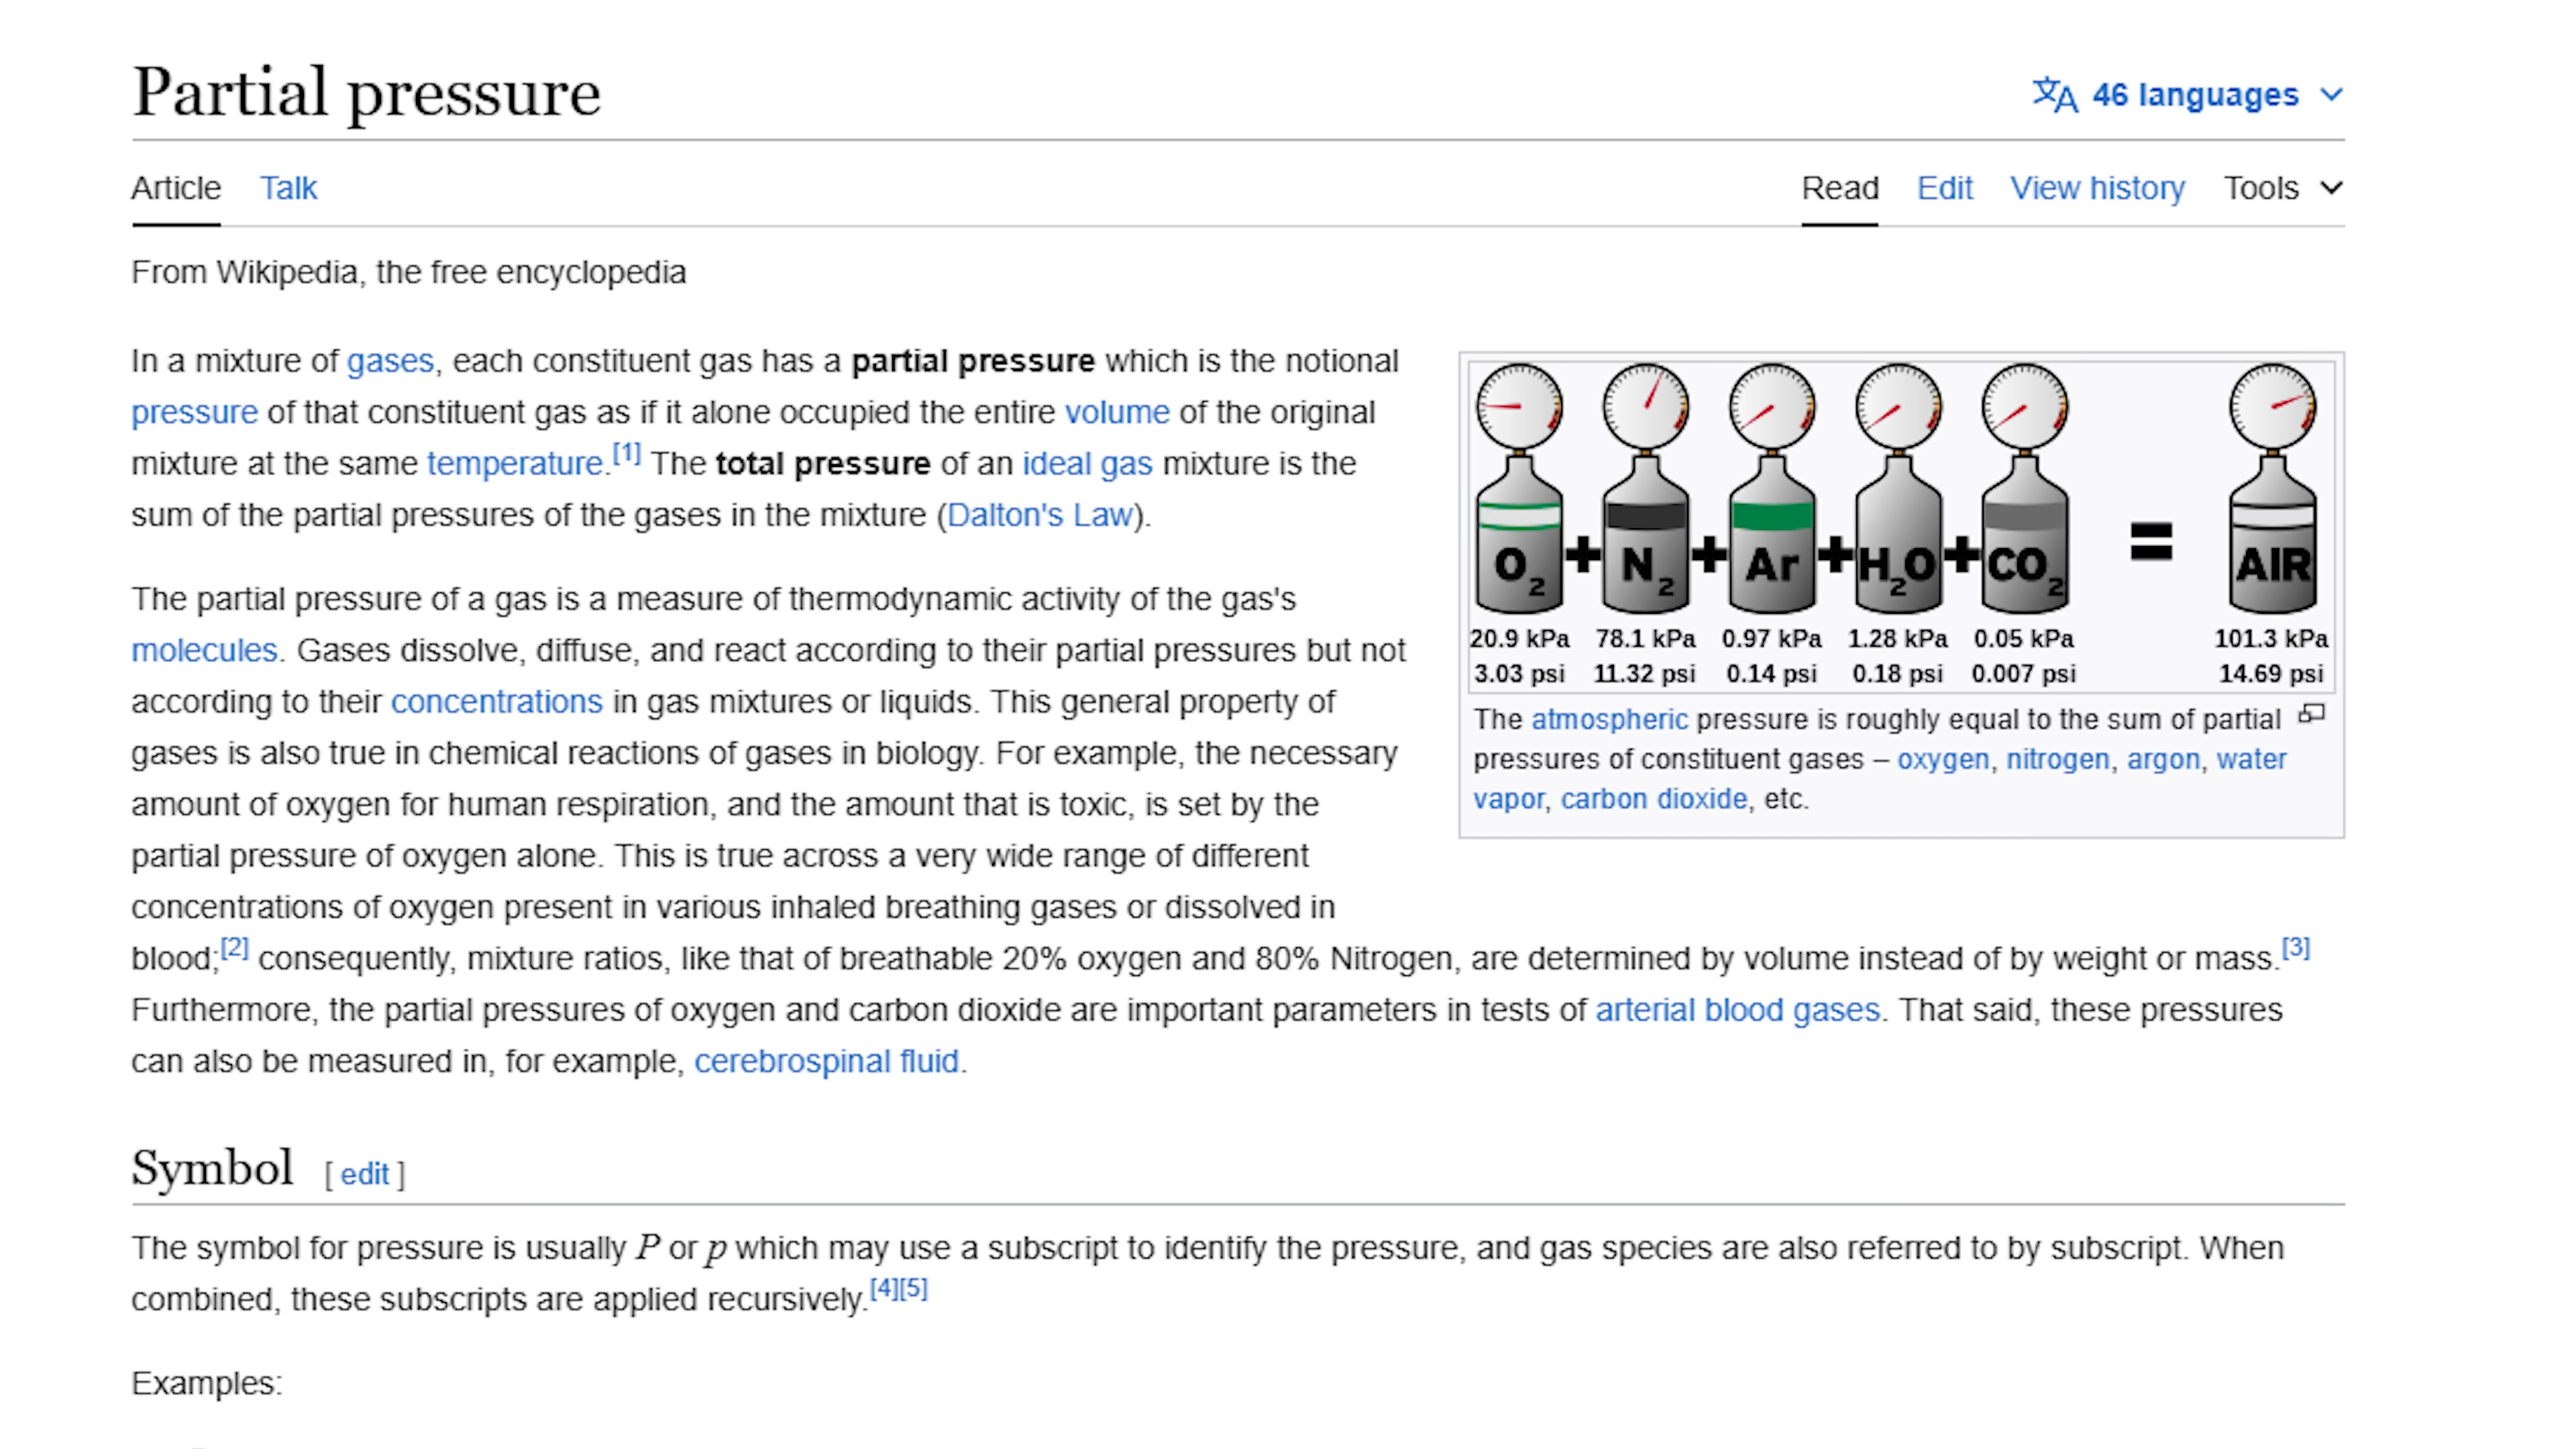 Partial pressure
46 languages
Article Talk
Read Edit View history Tools
From Wikipedia, the free encyclopedia
In a mixture of gases, each constituent gas has a partial pressure which is the notional
pressure of that constituent gas as if it alone occupied the entire volume of the original
mixture at the same temperature.[1] The total pressure of an ideal gas mixture is the
sum of the partial pressures of the gases in the mixture (Dalton's Law).
The partial pressure of a gas is a measure of thermodynamic activity of the gas's
molecules. Gases dissolve, diffuse, and react according to their partial pressures but not
according to their concentrations in gas mixtures or liquids. This general property of
gases is also true in chemical reactions of gases in biology. For example, the necessary
amount of oxygen for human respiration, and the amount that is toxic, is set by the
partial pressure of oxygen alone. This is true across a very wide range of different
concentrations of oxygen present in various inhaled breathing gases or dissolved in
blood;[2] consequently, mixture ratios, like that of breathable 20% oxygen and 80% Nitrogen, are determined by volume instead of by weight or mass.[3]
Furthermore, the partial pressures of oxygen and carbon dioxide are important parameters in tests of arterial blood gases. That said, these pressures
can also be measured in, for example, cerebrospinal fluid.
O2 + N2 + Ar + H2O + CO2 = AIR
20.9 kPa 78.1 kPa 0.97 kPa 1.28 kPa 0.05 kPa 101.3 kPa
3.03 psi 11.32 psi 0.14 psi 0.18 psi 0.007 psi 14.69 psi
The atmospheric pressure is roughly equal to the sum of partial
pressures of constituent gases – oxygen, nitrogen, argon, water
vapor, carbon dioxide, etc.
Symbol [ edit ]
The symbol for pressure is usually P or p which may use a subscript to identify the pressure, and gas species are also referred to by subscript. When
combined, these subscripts are applied recursively.[4][5]
Examples: